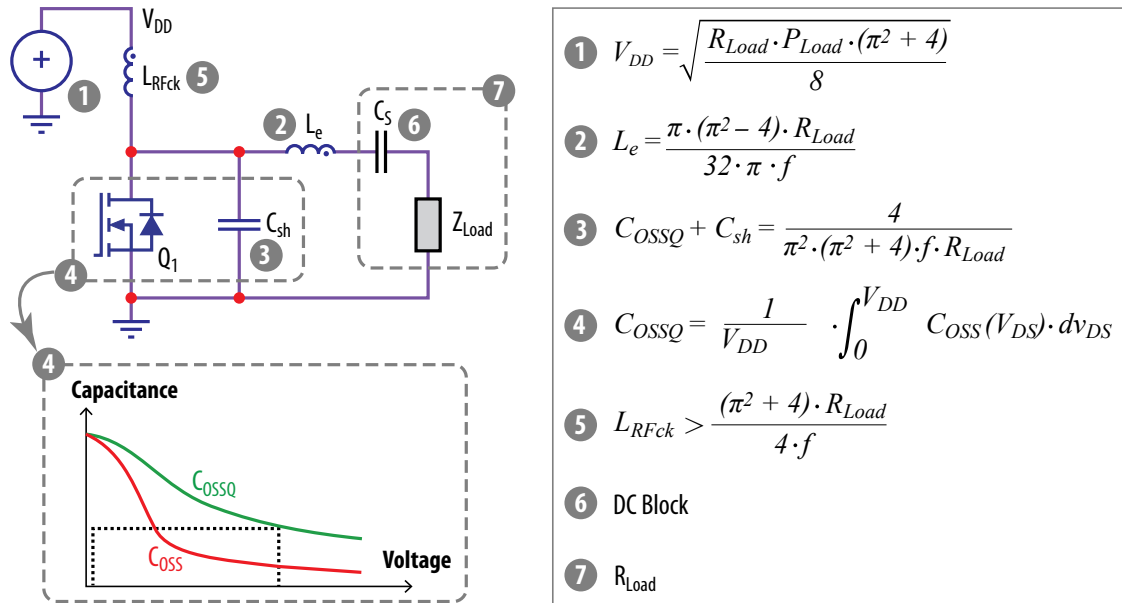 V_DD
+
1
L_RFck 5
2 L_e
C_S 6
7
Q_1
C_sh
3
Z_Load
4
4
Capacitance
C_OSSQ
C_OSS
Voltage
1 V_DD = √(R_Load · P_Load · (π² + 4) / 8)
2 L_e = π · (π² – 4) · R_Load / 32 · π · f
3 C_OSSQ + C_sh = 4 / π² · (π² + 4) · f · R_Load
4 C_OSSQ = 1 / V_DD · ∫_0^V_DD C_OSS (V_DS) · dv_DS
5 L_RFck > (π² + 4) · R_Load / 4 · f
6 DC Block
7 R_Load